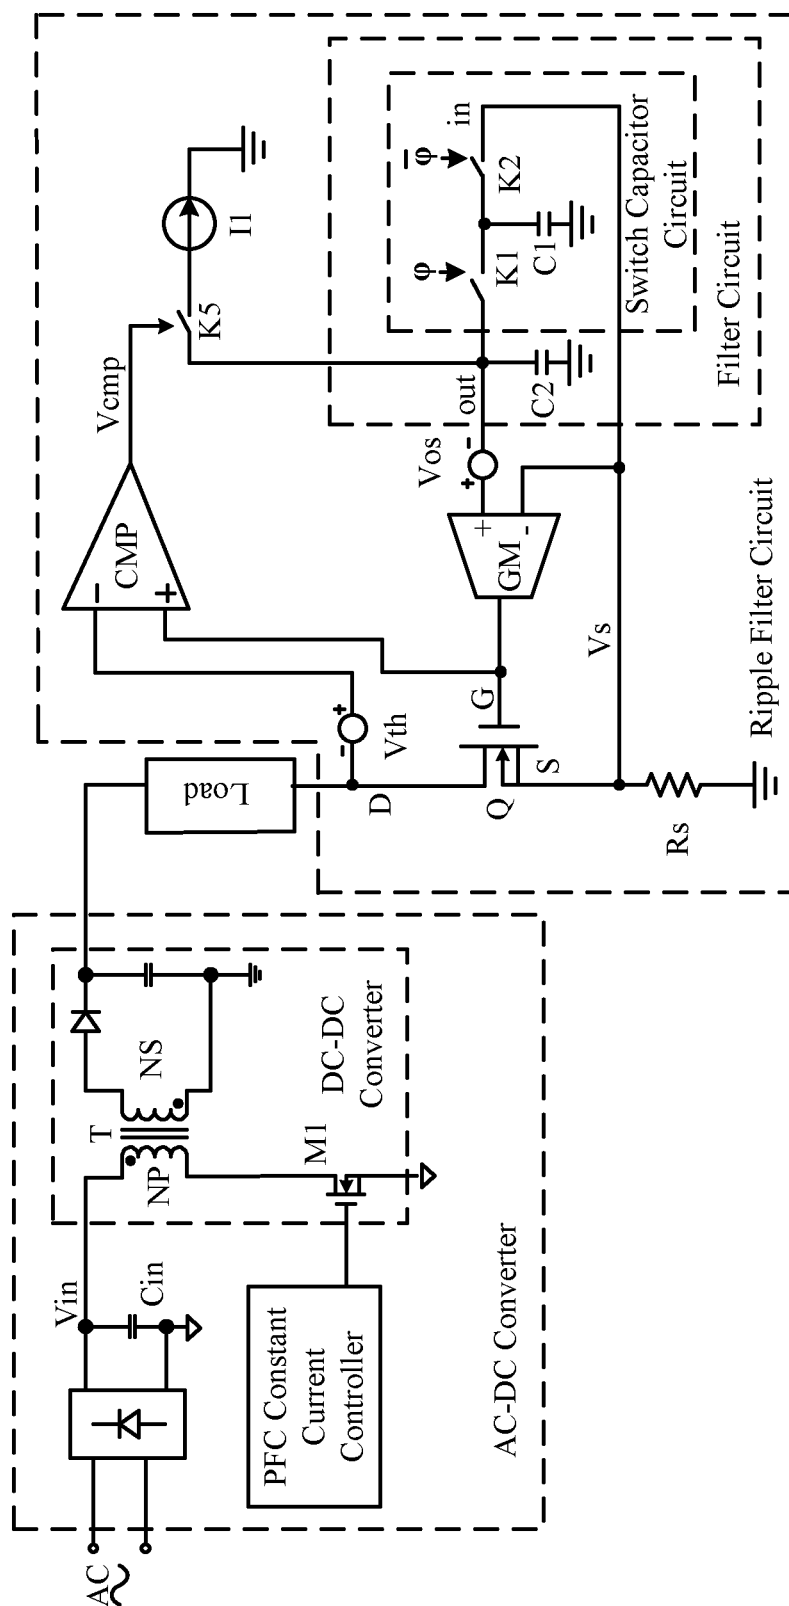 AC
~
Vin
Cin
PFC Constant
Current
Controller
AC-DC Converter
T
NP
NS
M1
DC-DC
Converter
Load
D
Q
G
S
Rs
Vth
- +
CMP
-
+
Vcmp
K5
I1
GM
+
-
Vos
+ -
Vs
out
C2
φ
K1
C1
φ̅
K2
in
Switch Capacitor
Circuit
Filter Circuit
Ripple Filter Circuit